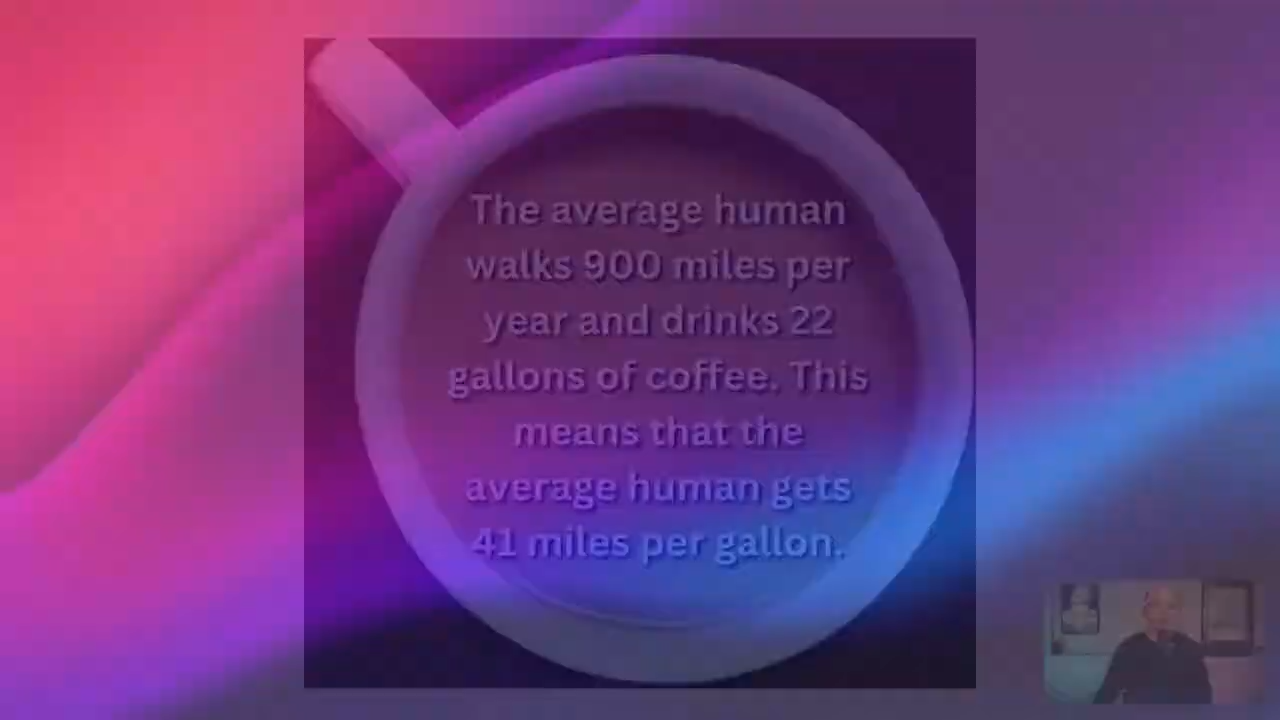 The average human
walks 900 miles per
year and drinks 22
gallons of coffee. This
means that the
average human gets
41 miles per gallon.